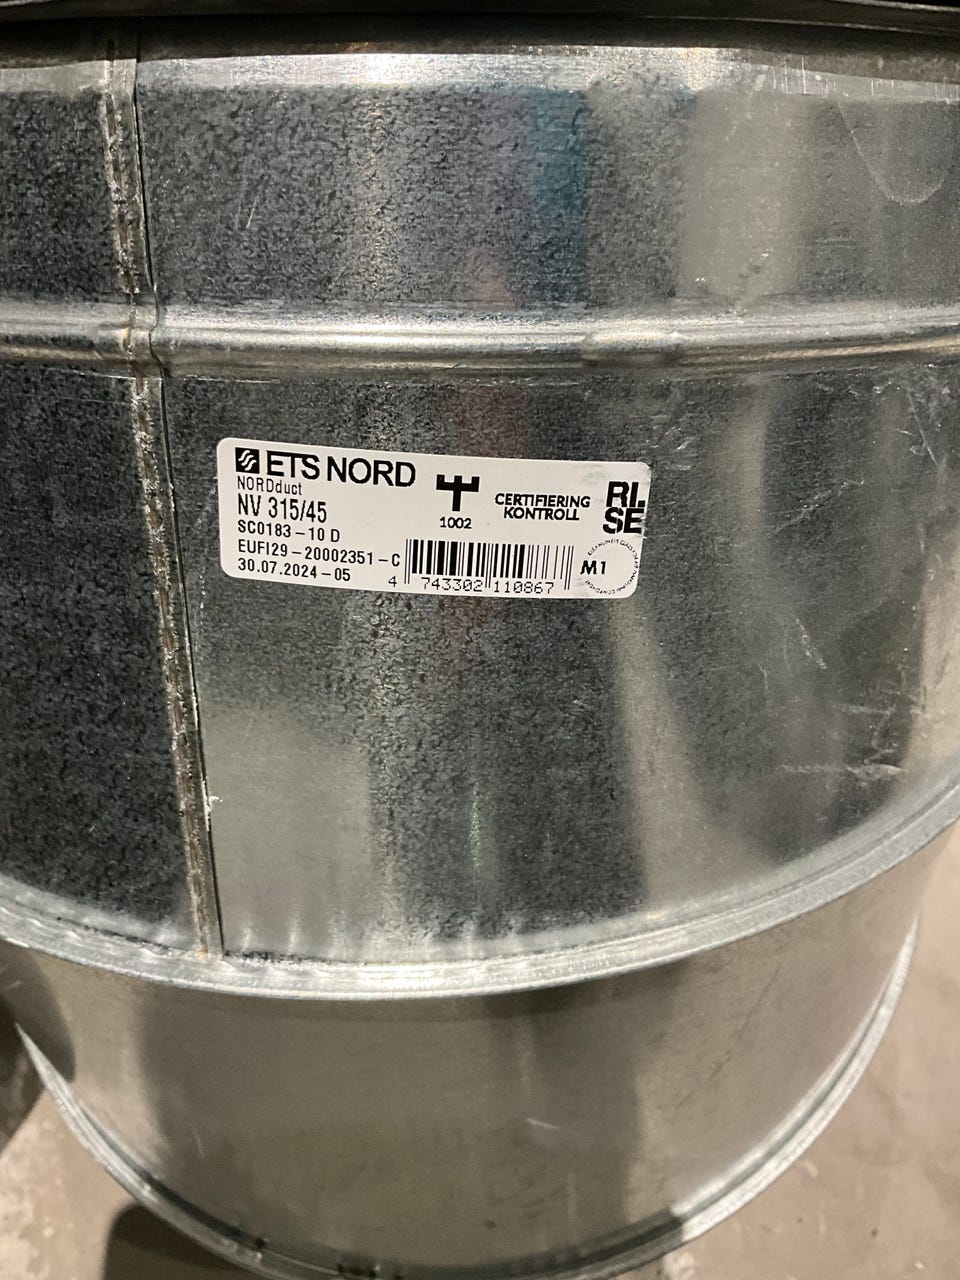 ETS NORD
NORDduct
NV 315/45
SC0183-10 D
EUFI29-20002351-C
30.07.2024-05
1002
CERTIFIERING
KONTROLL
RI.
SE
4 743302 110867
M1